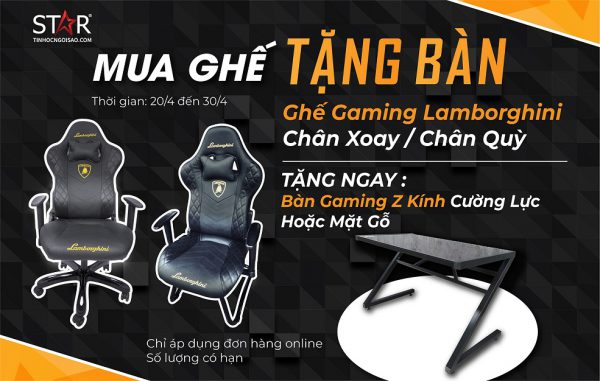 STAR®
TINHOCNGOISAO.COM
MUA GHẾ TẶNG BÀN
Thời gian: 20/4 đến 30/4
Ghế Gaming Lamborghini
Chân Xoay / Chân Quỳ
TẶNG NGAY :
Bàn Gaming Z Kính Cường Lực
Hoặc Mặt Gỗ
Lamborghini
Lamborghini
Lamborghini
Lamborghini
Chỉ áp dụng đơn hàng online
Số lượng có hạn